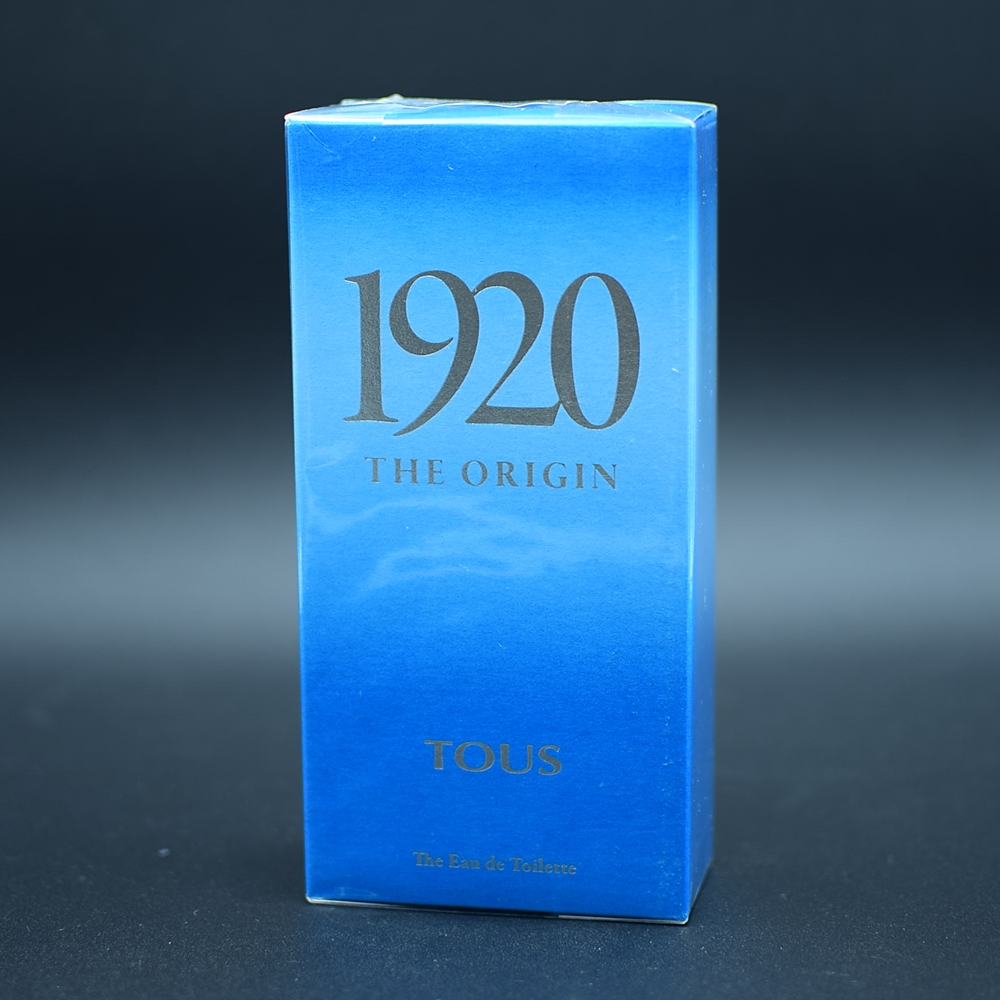 1920
THE ORIGIN
TOUS
The Eau de Toilette